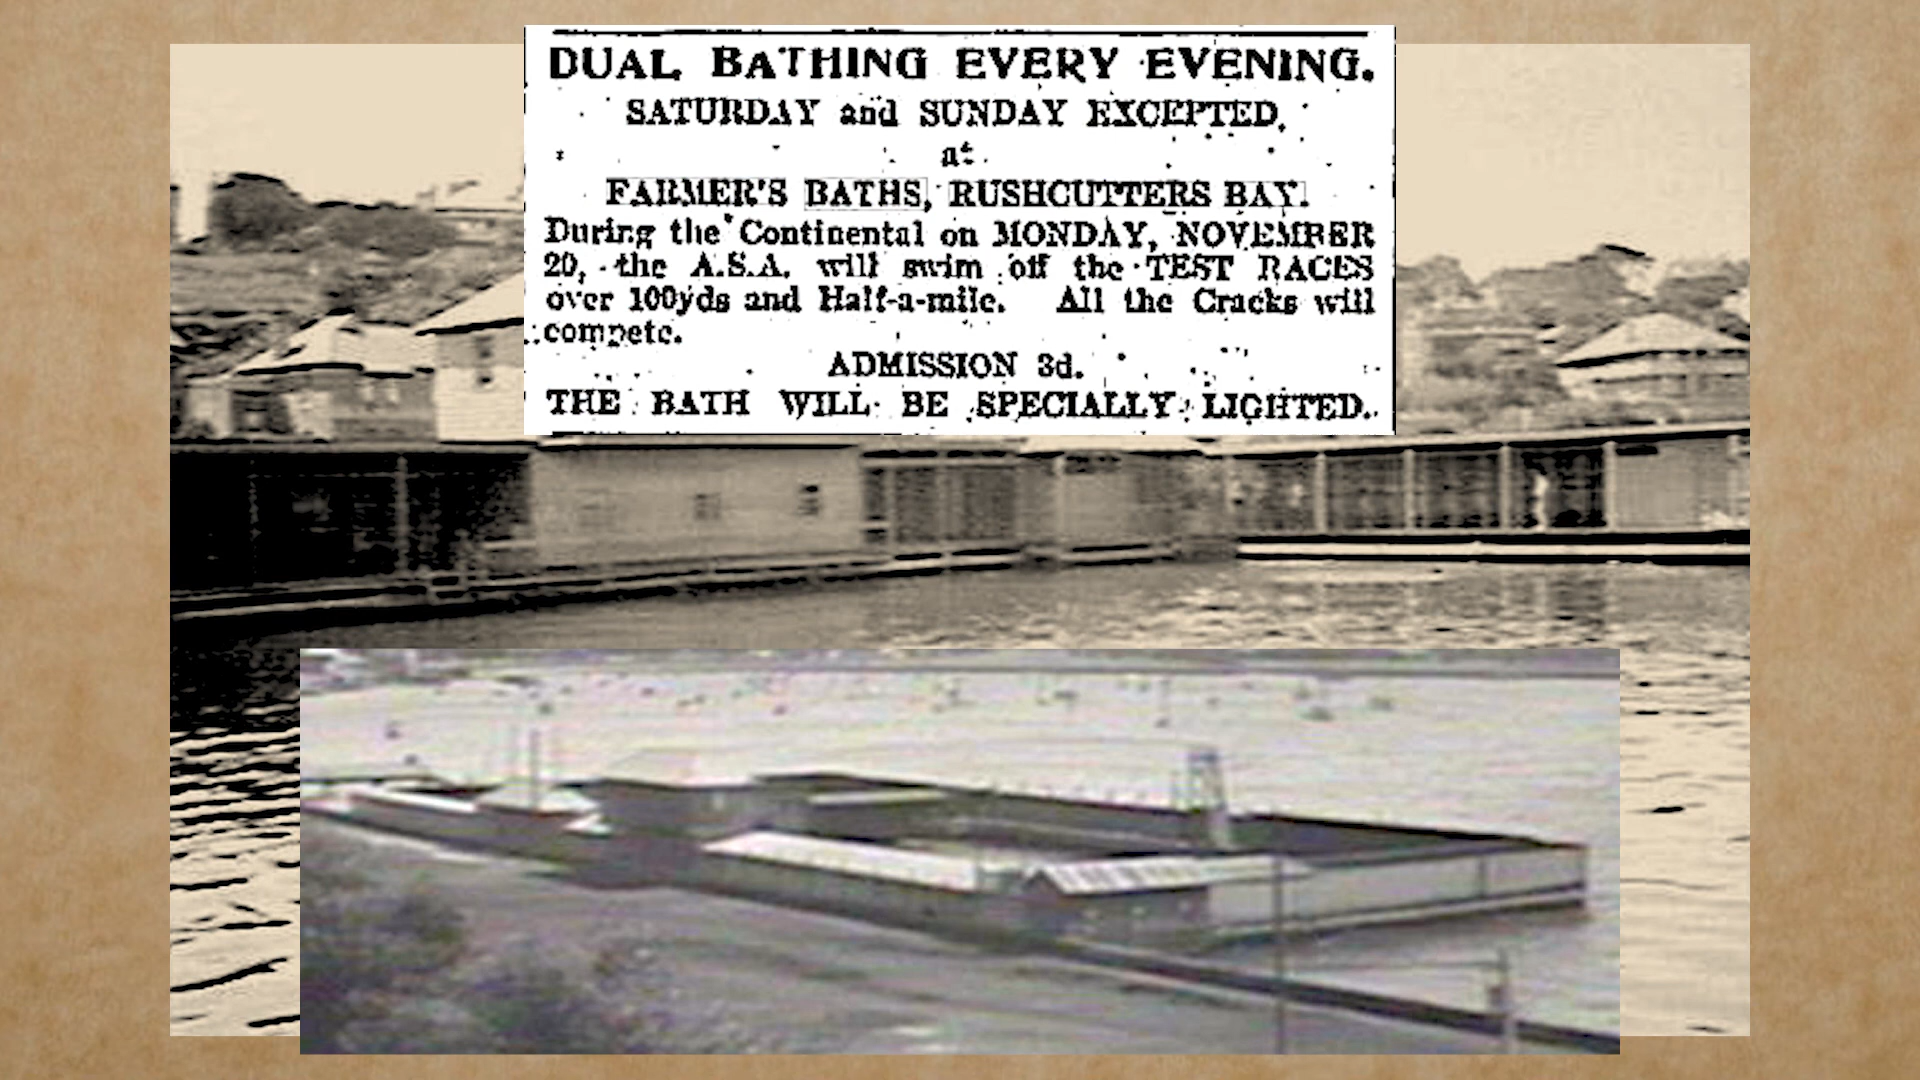 DUAL BATHING EVERY EVENING.
SATURDAY and SUNDAY EXCEPTED,
at
FARMER'S BATHS, RUSHCUTTERS BAY.
During the Continental on MONDAY, NOVEMBER
20, the A.S.A. will swim off the TEST RACES
over 100yds and Half-a-mile. All the Cracks will
compete.
ADMISSION 3d.
THE BATH WILL BE SPECIALLY LIGHTED.